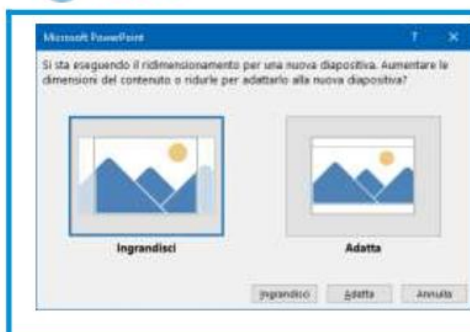 Microsoft PowerPoint ? ×
Si sta eseguendo il ridimensionamento per una nuova diapositiva. Aumentare le
dimensioni del contenuto o ridurle per adattarlo alla nuova diapositiva?
Ingrandisci Adatta
Ingrandisci Adatta Annulla